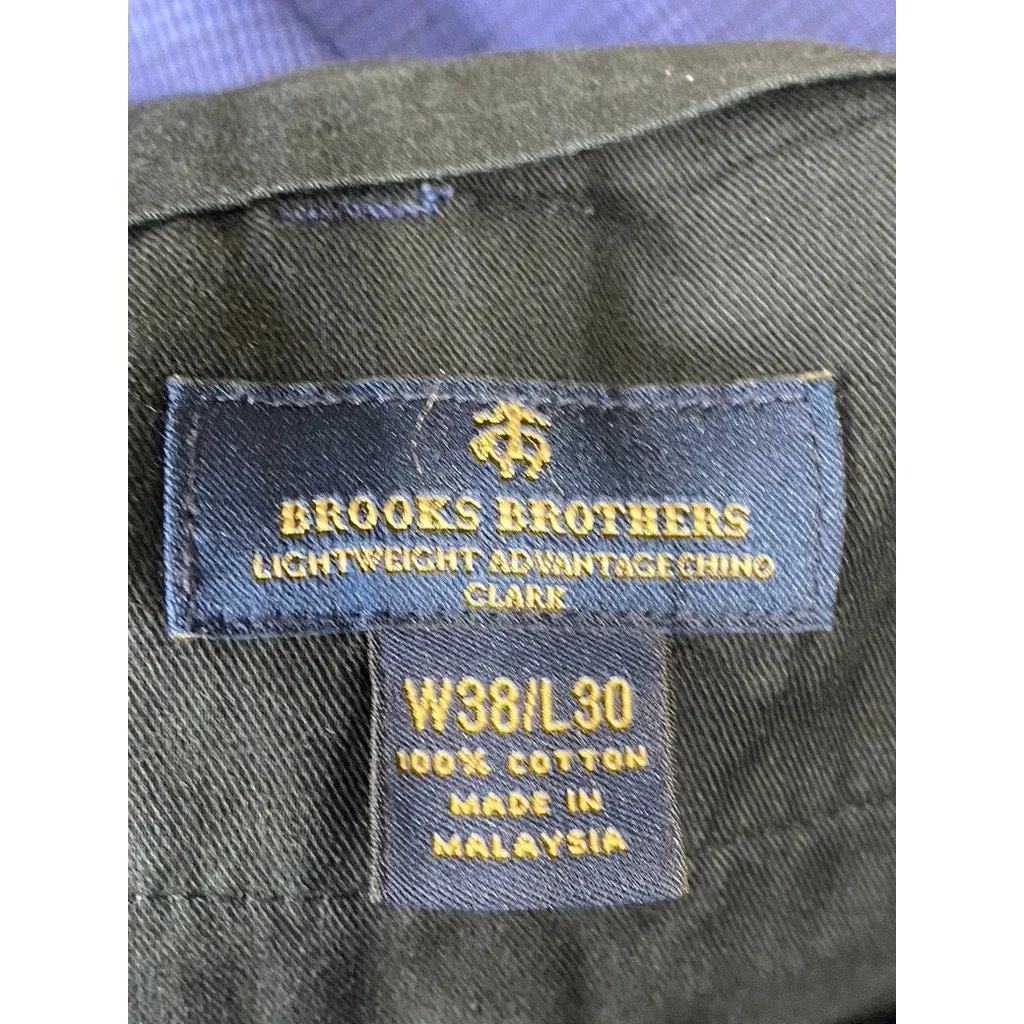 BROOKS BROTHERS
LIGHTWEIGHT ADVANTAGE CHINO
CLARK
W38/L30
100% COTTON
MADE IN
MALAYSIA